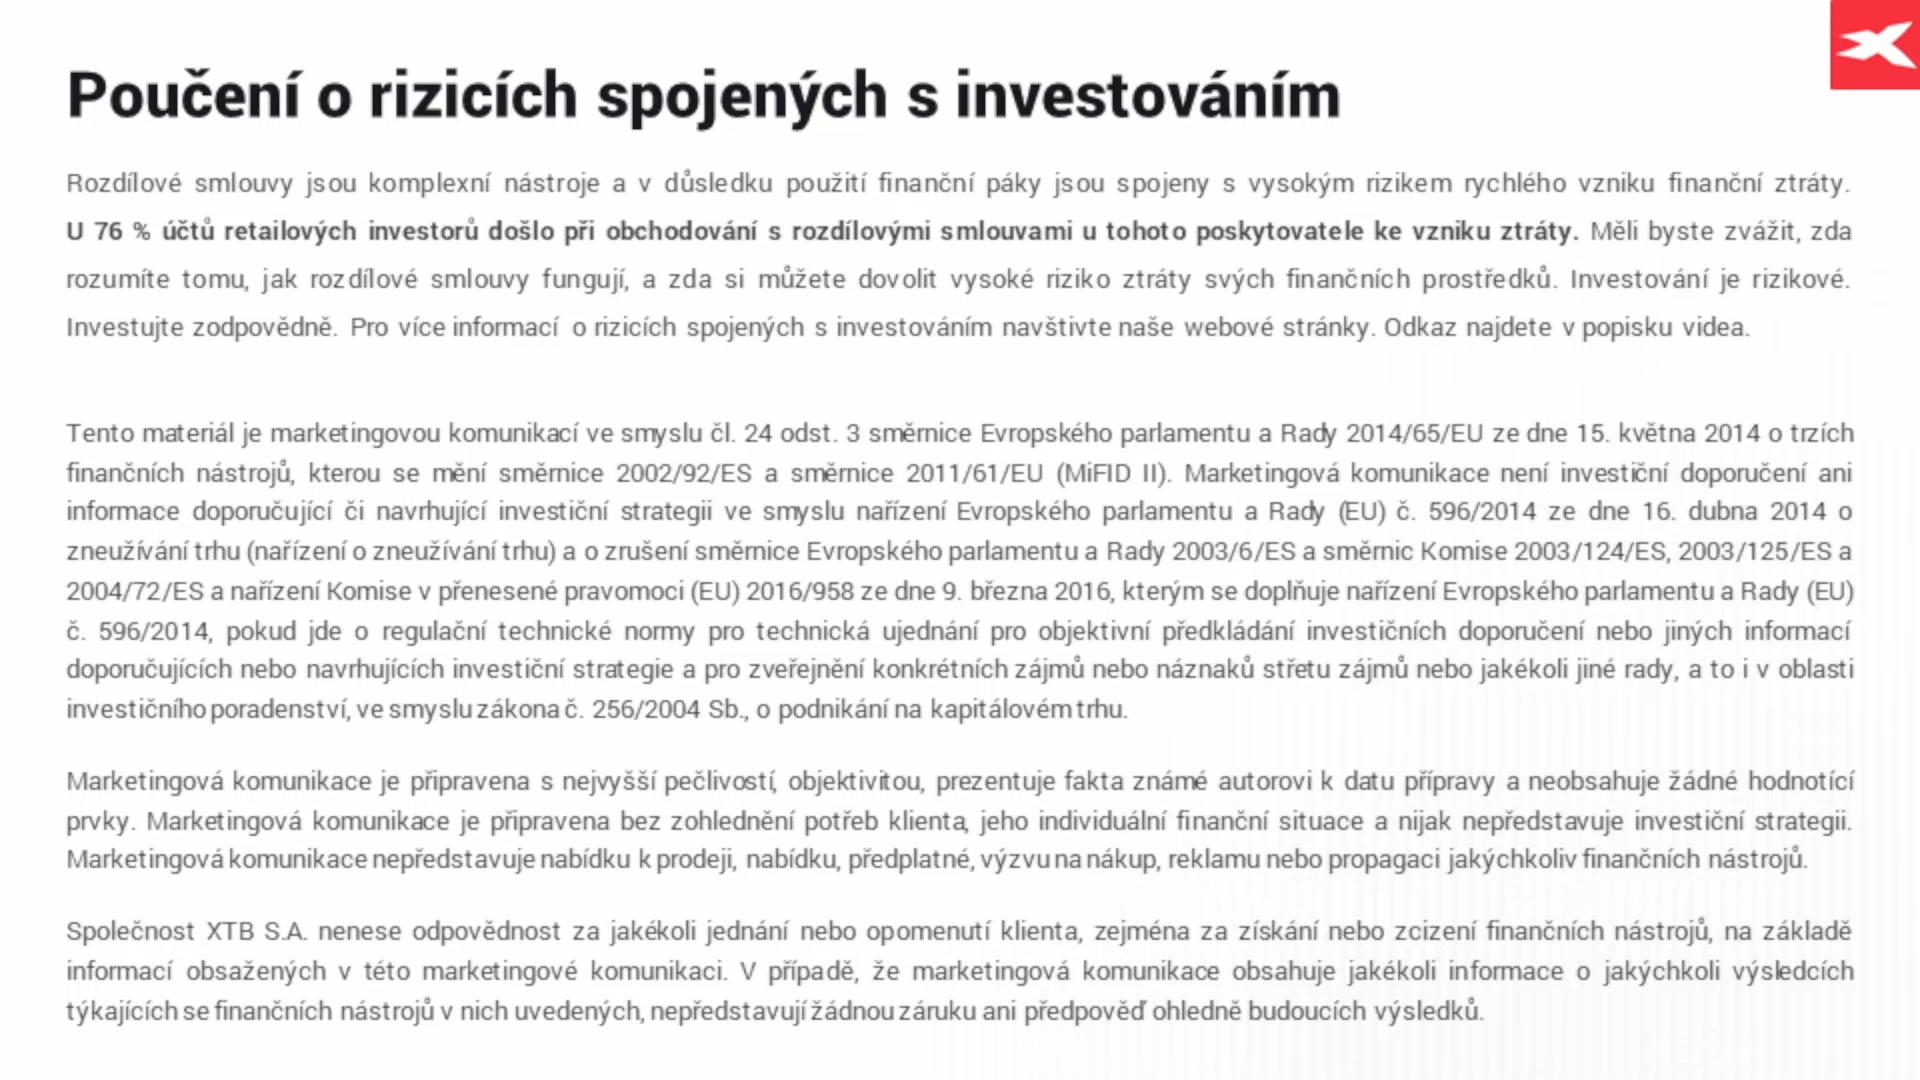 Poučení o rizicích spojených s investováním
Rozdílové smlouvy jsou komplexní nástroje a v důsledku použití finanční páky jsou spojeny s vysokým rizikem rychlého vzniku finanční ztráty.
U 76 % účtů retailových investorů došlo při obchodování s rozdílovými smlouvami u tohoto poskytovatele ke vzniku ztráty. Měli byste zvážit, zda
rozumíte tomu, jak rozdílové smlouvy fungují, a zda si můžete dovolit vysoké riziko ztráty svých finančních prostředků. Investování je rizikové.
Investujte zodpovědně. Pro více informací o rizicích spojených s investováním navštivte naše webové stránky. Odkaz najdete v popisku videa.
Tento materiál je marketingovou komunikací ve smyslu čl. 24 odst. 3 směrnice Evropského parlamentu a Rady 2014/65/EU ze dne 15. května 2014 o trzích
finančních nástrojů, kterou se mění směrnice 2002/92/ES a směrnice 2011/61/EU (MiFID II). Marketingová komunikace není investiční doporučení ani
informace doporučující či navrhující investiční strategii ve smyslu nařízení Evropského parlamentu a Rady (EU) č. 596/2014 ze dne 16. dubna 2014 o
zneužívání trhu (nařízení o zneužívání trhu) a o zrušení směrnice Evropského parlamentu a Rady 2003/6/ES a směrnic Komise 2003/124/ES, 2003/125/ES a
2004/72/ES a nařízení Komise v přenesené pravomoci (EU) 2016/958 ze dne 9. března 2016, kterým se doplňuje nařízení Evropského parlamentu a Rady (EU)
č. 596/2014, pokud jde o regulační technické normy pro technická ujednání pro objektivní předkládání investičních doporučení nebo jiných informací
doporučujících nebo navrhujících investiční strategie a pro zveřejnění konkrétních zájmů nebo náznaků střetu zájmů nebo jakékoli jiné rady, a to i v oblasti
investičního poradenství, ve smyslu zákona č. 256/2004 Sb., o podnikání na kapitálovém trhu.
Marketingová komunikace je připravena s nejvyšší pečlivostí, objektivitou, prezentuje fakta známé autorovi k datu přípravy a neobsahuje žádné hodnotící
prvky. Marketingová komunikace je připravena bez zohlednění potřeb klienta, jeho individuální finanční situace a nijak nepředstavuje investiční strategii.
Marketingová komunikace nepředstavuje nabídku k prodeji, nabídku, předplatné, výzvu na nákup, reklamu nebo propagaci jakýchkoliv finančních nástrojů.
Společnost XTB S.A. nenese odpovědnost za jakékoli jednání nebo opomenutí klienta, zejména za získání nebo zcizení finančních nástrojů, na základě
informací obsažených v této marketingové komunikaci. V případě, že marketingová komunikace obsahuje jakékoli informace o jakýchkoli výsledcích
týkajících se finančních nástrojů v nich uvedených, nepředstavují žádnou záruku ani předpověď ohledně budoucích výsledků.